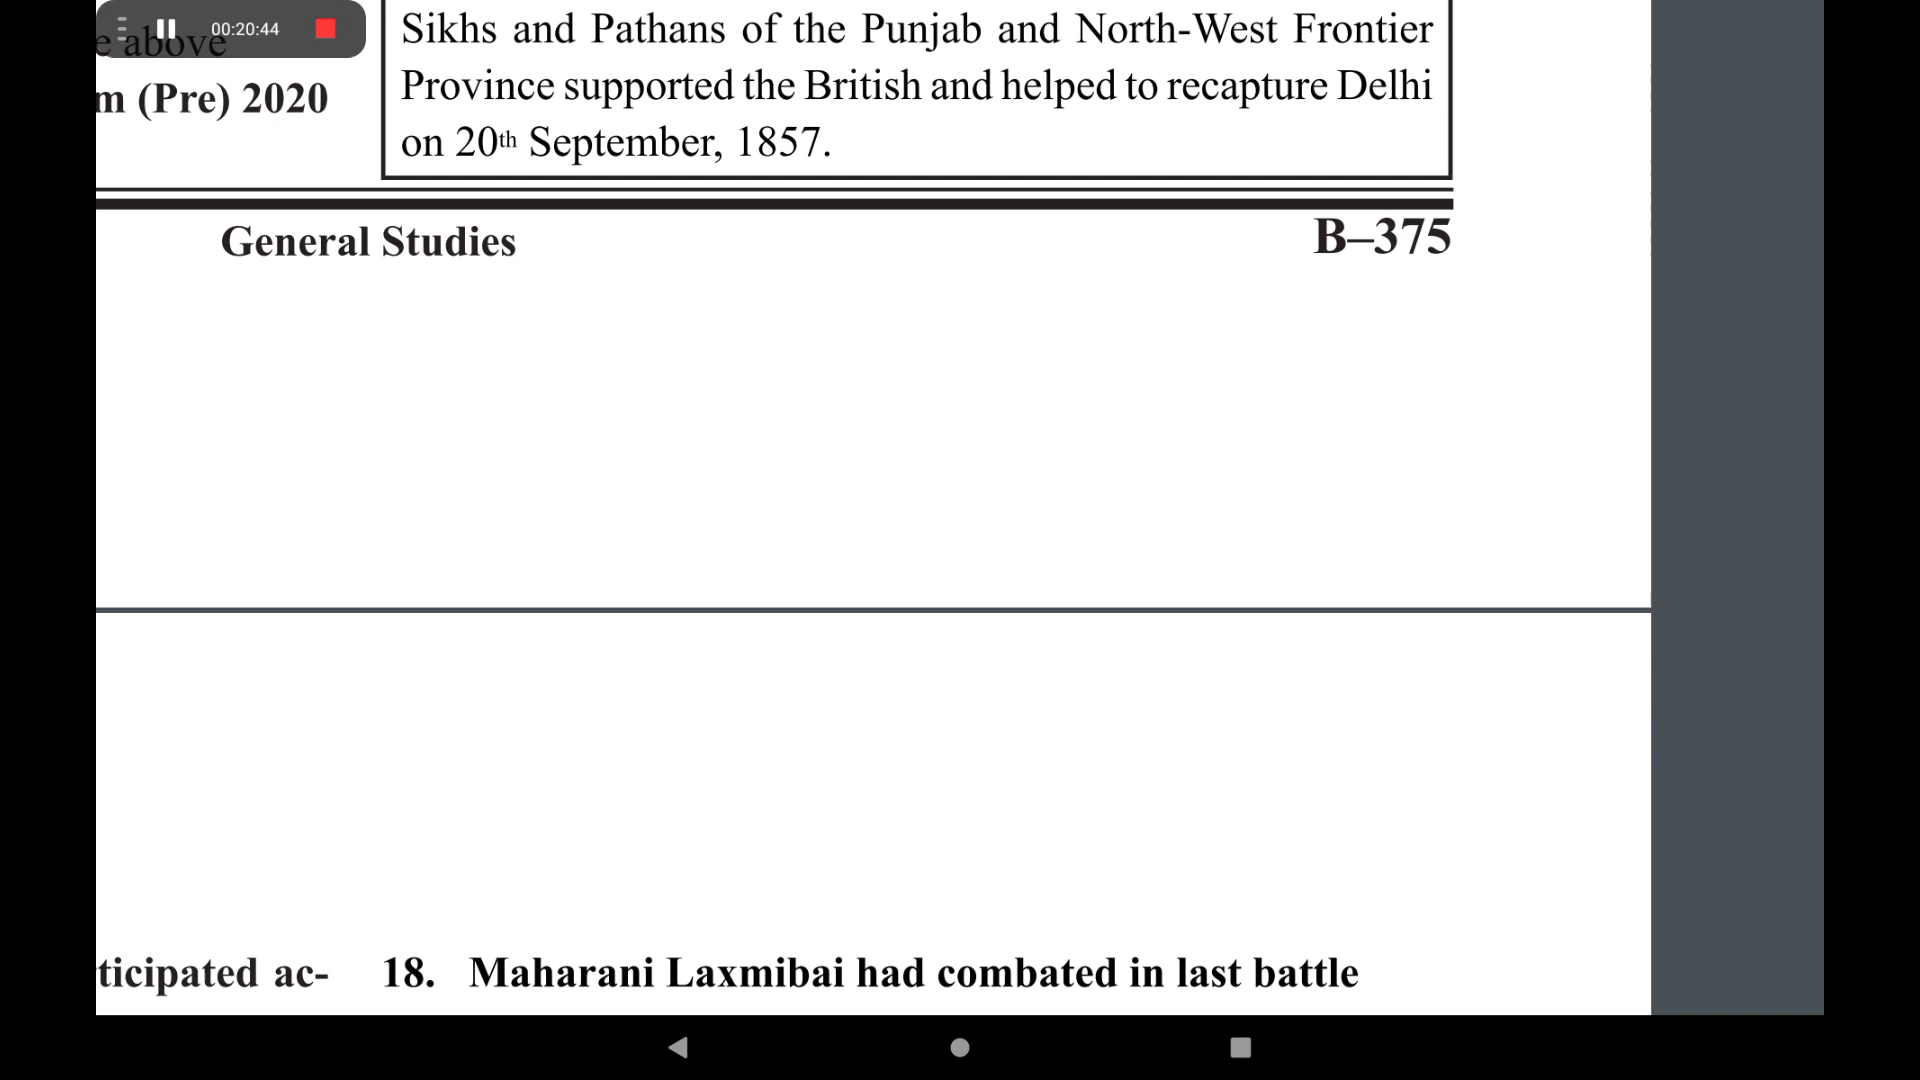 00:20:44
e above
m (Pre) 2020
Sikhs and Pathans of the Punjab and North-West Frontier
Province supported the British and helped to recapture Delhi
on 20th September, 1857.
General Studies
B–375
ticipated ac-
18. Maharani Laxmibai had combated in last battle